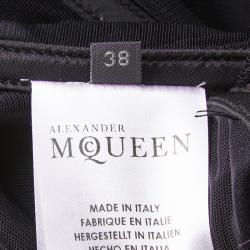 38
ALEXANDER
McQUEEN
MADE IN ITALY
FABRIQUE EN ITALIE
HERGESTELLT IN ITALIEN
HECHO EN ITALIA